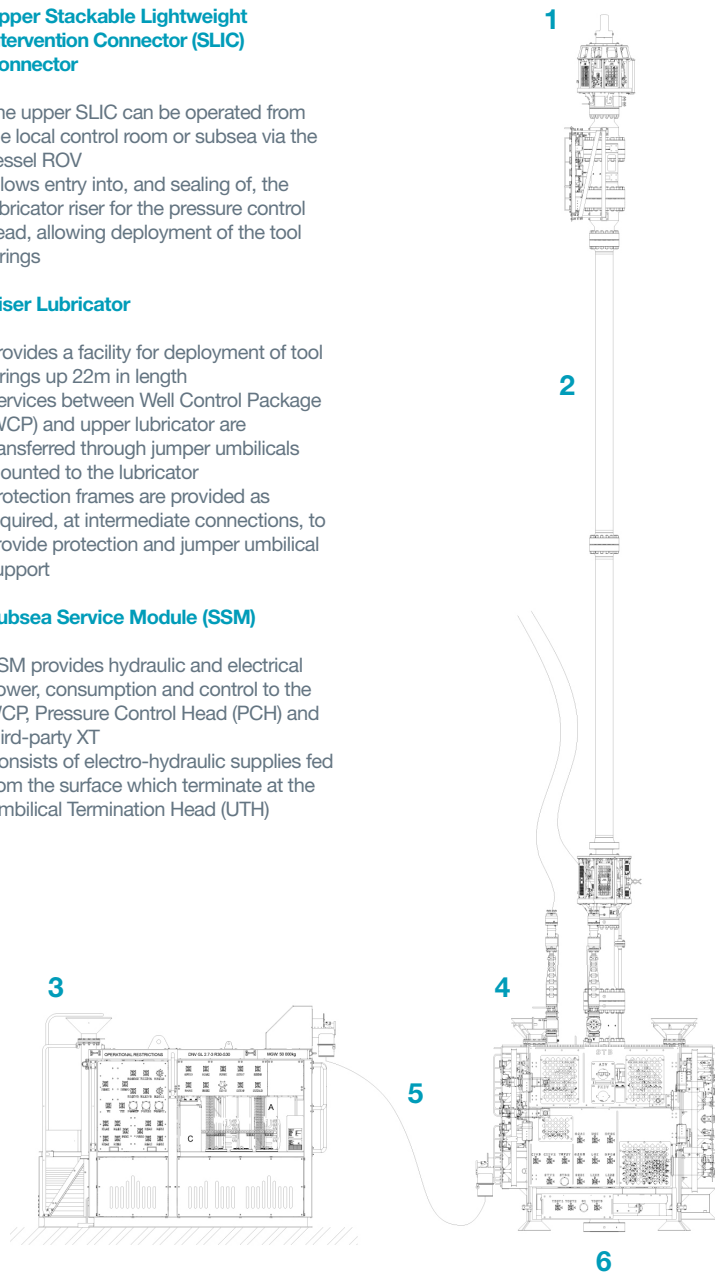 pper Stackable Lightweight
tervention Connector (SLIC)
onnector
he upper SLIC can be operated from
e local control room or subsea via the
essel ROV
llows entry into, and sealing of, the
bricator riser for the pressure control
ead, allowing deployment of the tool
rings
iser Lubricator
rovides a facility for deployment of tool
rings up 22m in length
ervices between Well Control Package
WCP) and upper lubricator are
ansferred through jumper umbilicals
ounted to the lubricator
rotection frames are provided as
quired, at intermediate connections, to
rovide protection and jumper umbilical
upport
ubsea Service Module (SSM)
SM provides hydraulic and electrical
ower, consumption and control to the
WCP, Pressure Control Head (PCH) and
ird-party XT
onsists of electro-hydraulic supplies fed
om the surface which terminate at the
mbilical Termination Head (UTH)
1
2
3
4
5
6
OPERATIONAL RESTRICTIONS
MGW 50 000kg
A
C